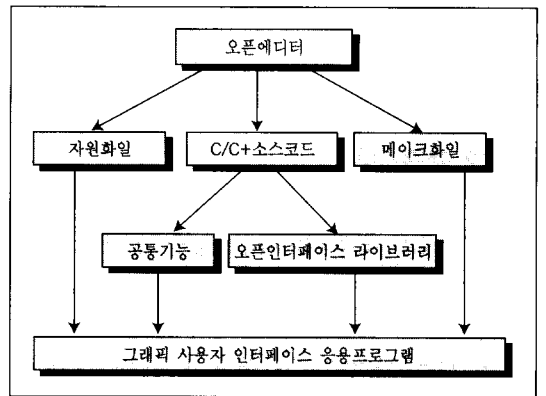 오픈에디터
자원화일
C/C+소스코드
메이크화일
공통기능
오픈인터페이스 라이브러리
그래픽 사용자 인터페이스 응용프로그램